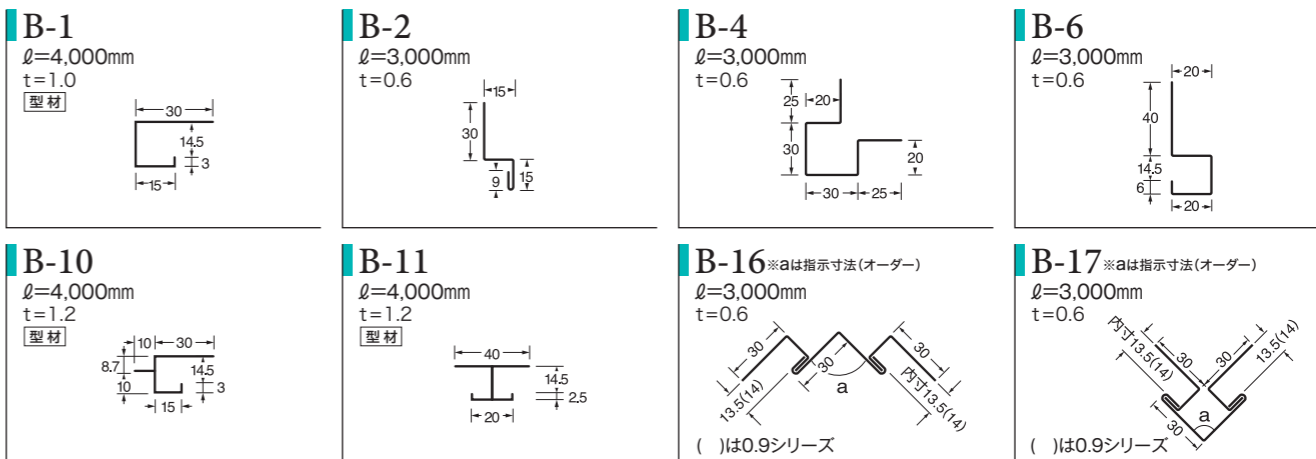 B-1
ℓ=4,000mm
t=1.0
型材
30
14.5
3
15
B-2
ℓ=3,000mm
t=0.6
15
30
9
15
B-4
ℓ=3,000mm
t=0.6
25
20
30
20
30
25
B-6
ℓ=3,000mm
t=0.6
20
40
14.5
6
20
B-10
ℓ=4,000mm
t=1.2
型材
10
30
8.7
14.5
10
3
15
B-11
ℓ=4,000mm
t=1.2
型材
40
14.5
2.5
20
B-16 ※aは指示寸法(オーダー)
ℓ=3,000mm
t=0.6
30
30
30
a
13.5(14)
内寸13.5(14)
( )は0.9シリーズ
B-17 ※aは指示寸法(オーダー)
ℓ=3,000mm
t=0.6
内寸13.5(14)
30
30
13.5(14)
30
a
( )は0.9シリーズ